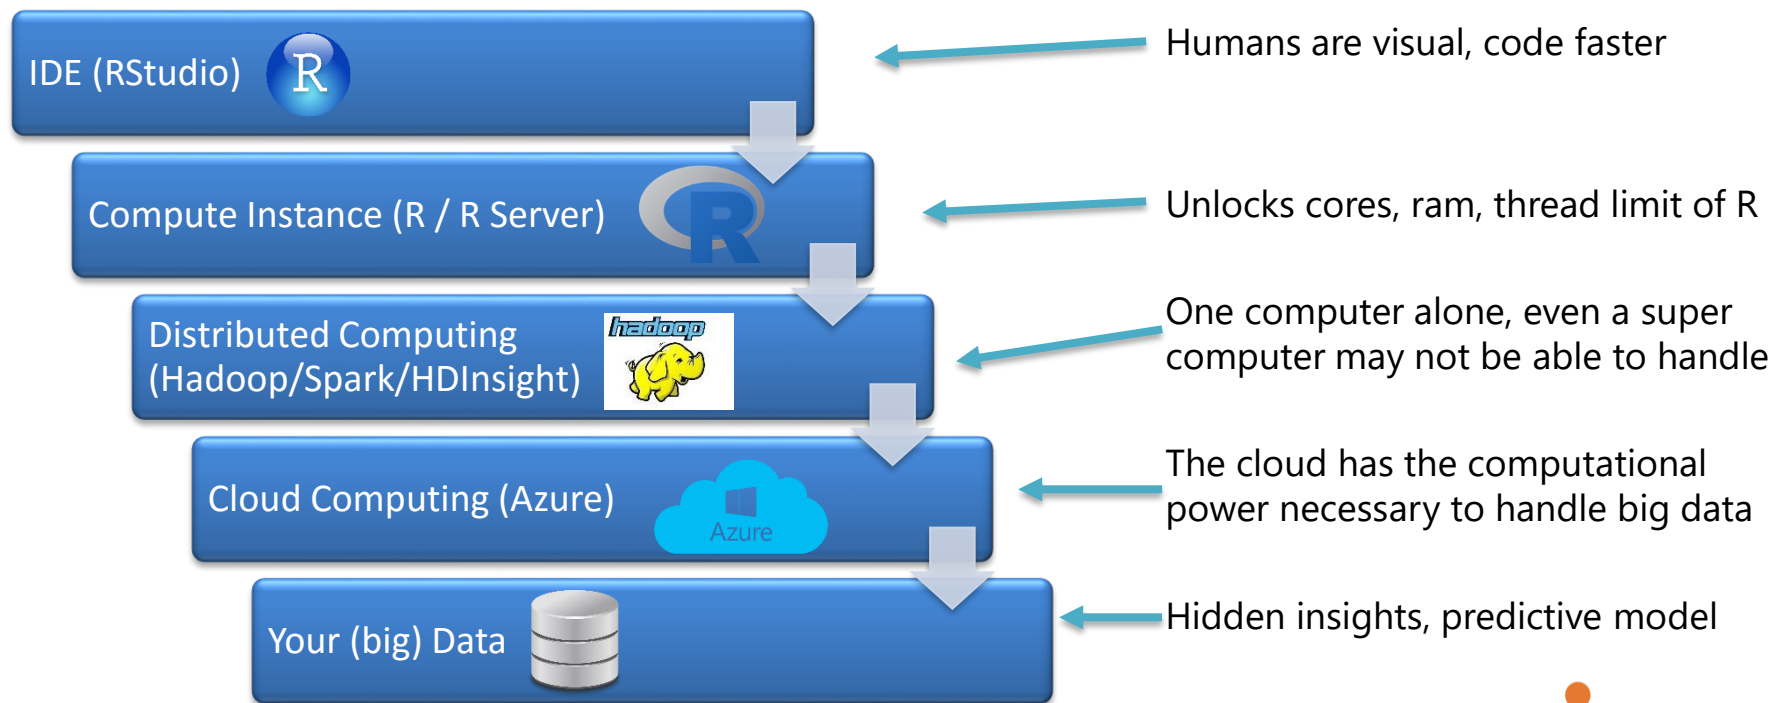 IDE (RStudio)
R
Humans are visual, code faster
Compute Instance (R / R Server)
R
Unlocks cores, ram, thread limit of R
Distributed Computing
(Hadoop/Spark/HDInsight)
hadoop
One computer alone, even a super
computer may not be able to handle
Cloud Computing (Azure)
Azure
The cloud has the computational
power necessary to handle big data
Your (big) Data
Hidden insights, predictive model